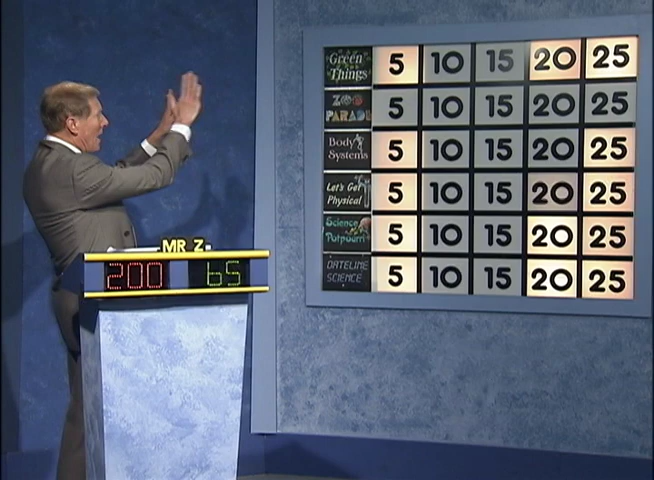 Green Things 5 10 15 20 25
ZOO PARADE 5 10 15 20 25
Body Systems 5 10 15 20 25
Let's Get Physical 5 10 15 20 25
Science Potpourri 5 10 15 20 25
DATELINE SCIENCE 5 10 15 20 25
MR Z.
200 65